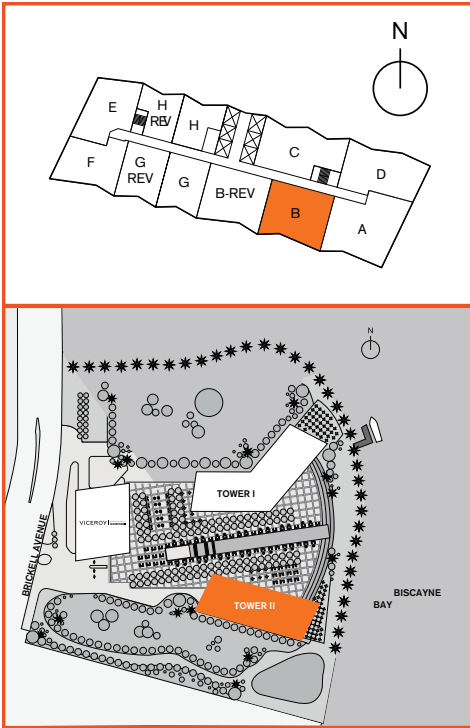 N
E
H
REV
H
C
D
F
G
REV
G
B-REV
B
A
N
TOWER I
VICEROY
BRICKELL AVENUE
BISCAYNE
BAY
TOWER II